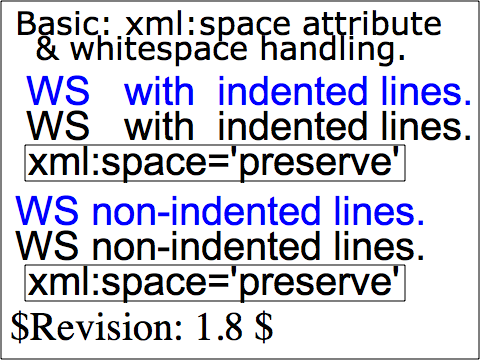 Basic: xml:space attribute
& whitespace handling.
WS   with  indented lines.
WS   with  indented lines.
xml:space='preserve'
WS non-indented lines.
WS non-indented lines.
xml:space='preserve'
$Revision: 1.8 $